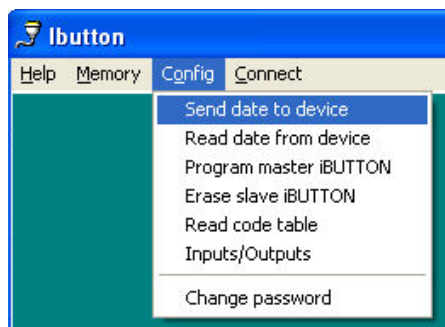 Ibutton
Help Memory Config Connect
Send date to device
Read date from device
Program master iBUTTON
Erase slave iBUTTON
Read code table
Inputs/Outputs
Change password